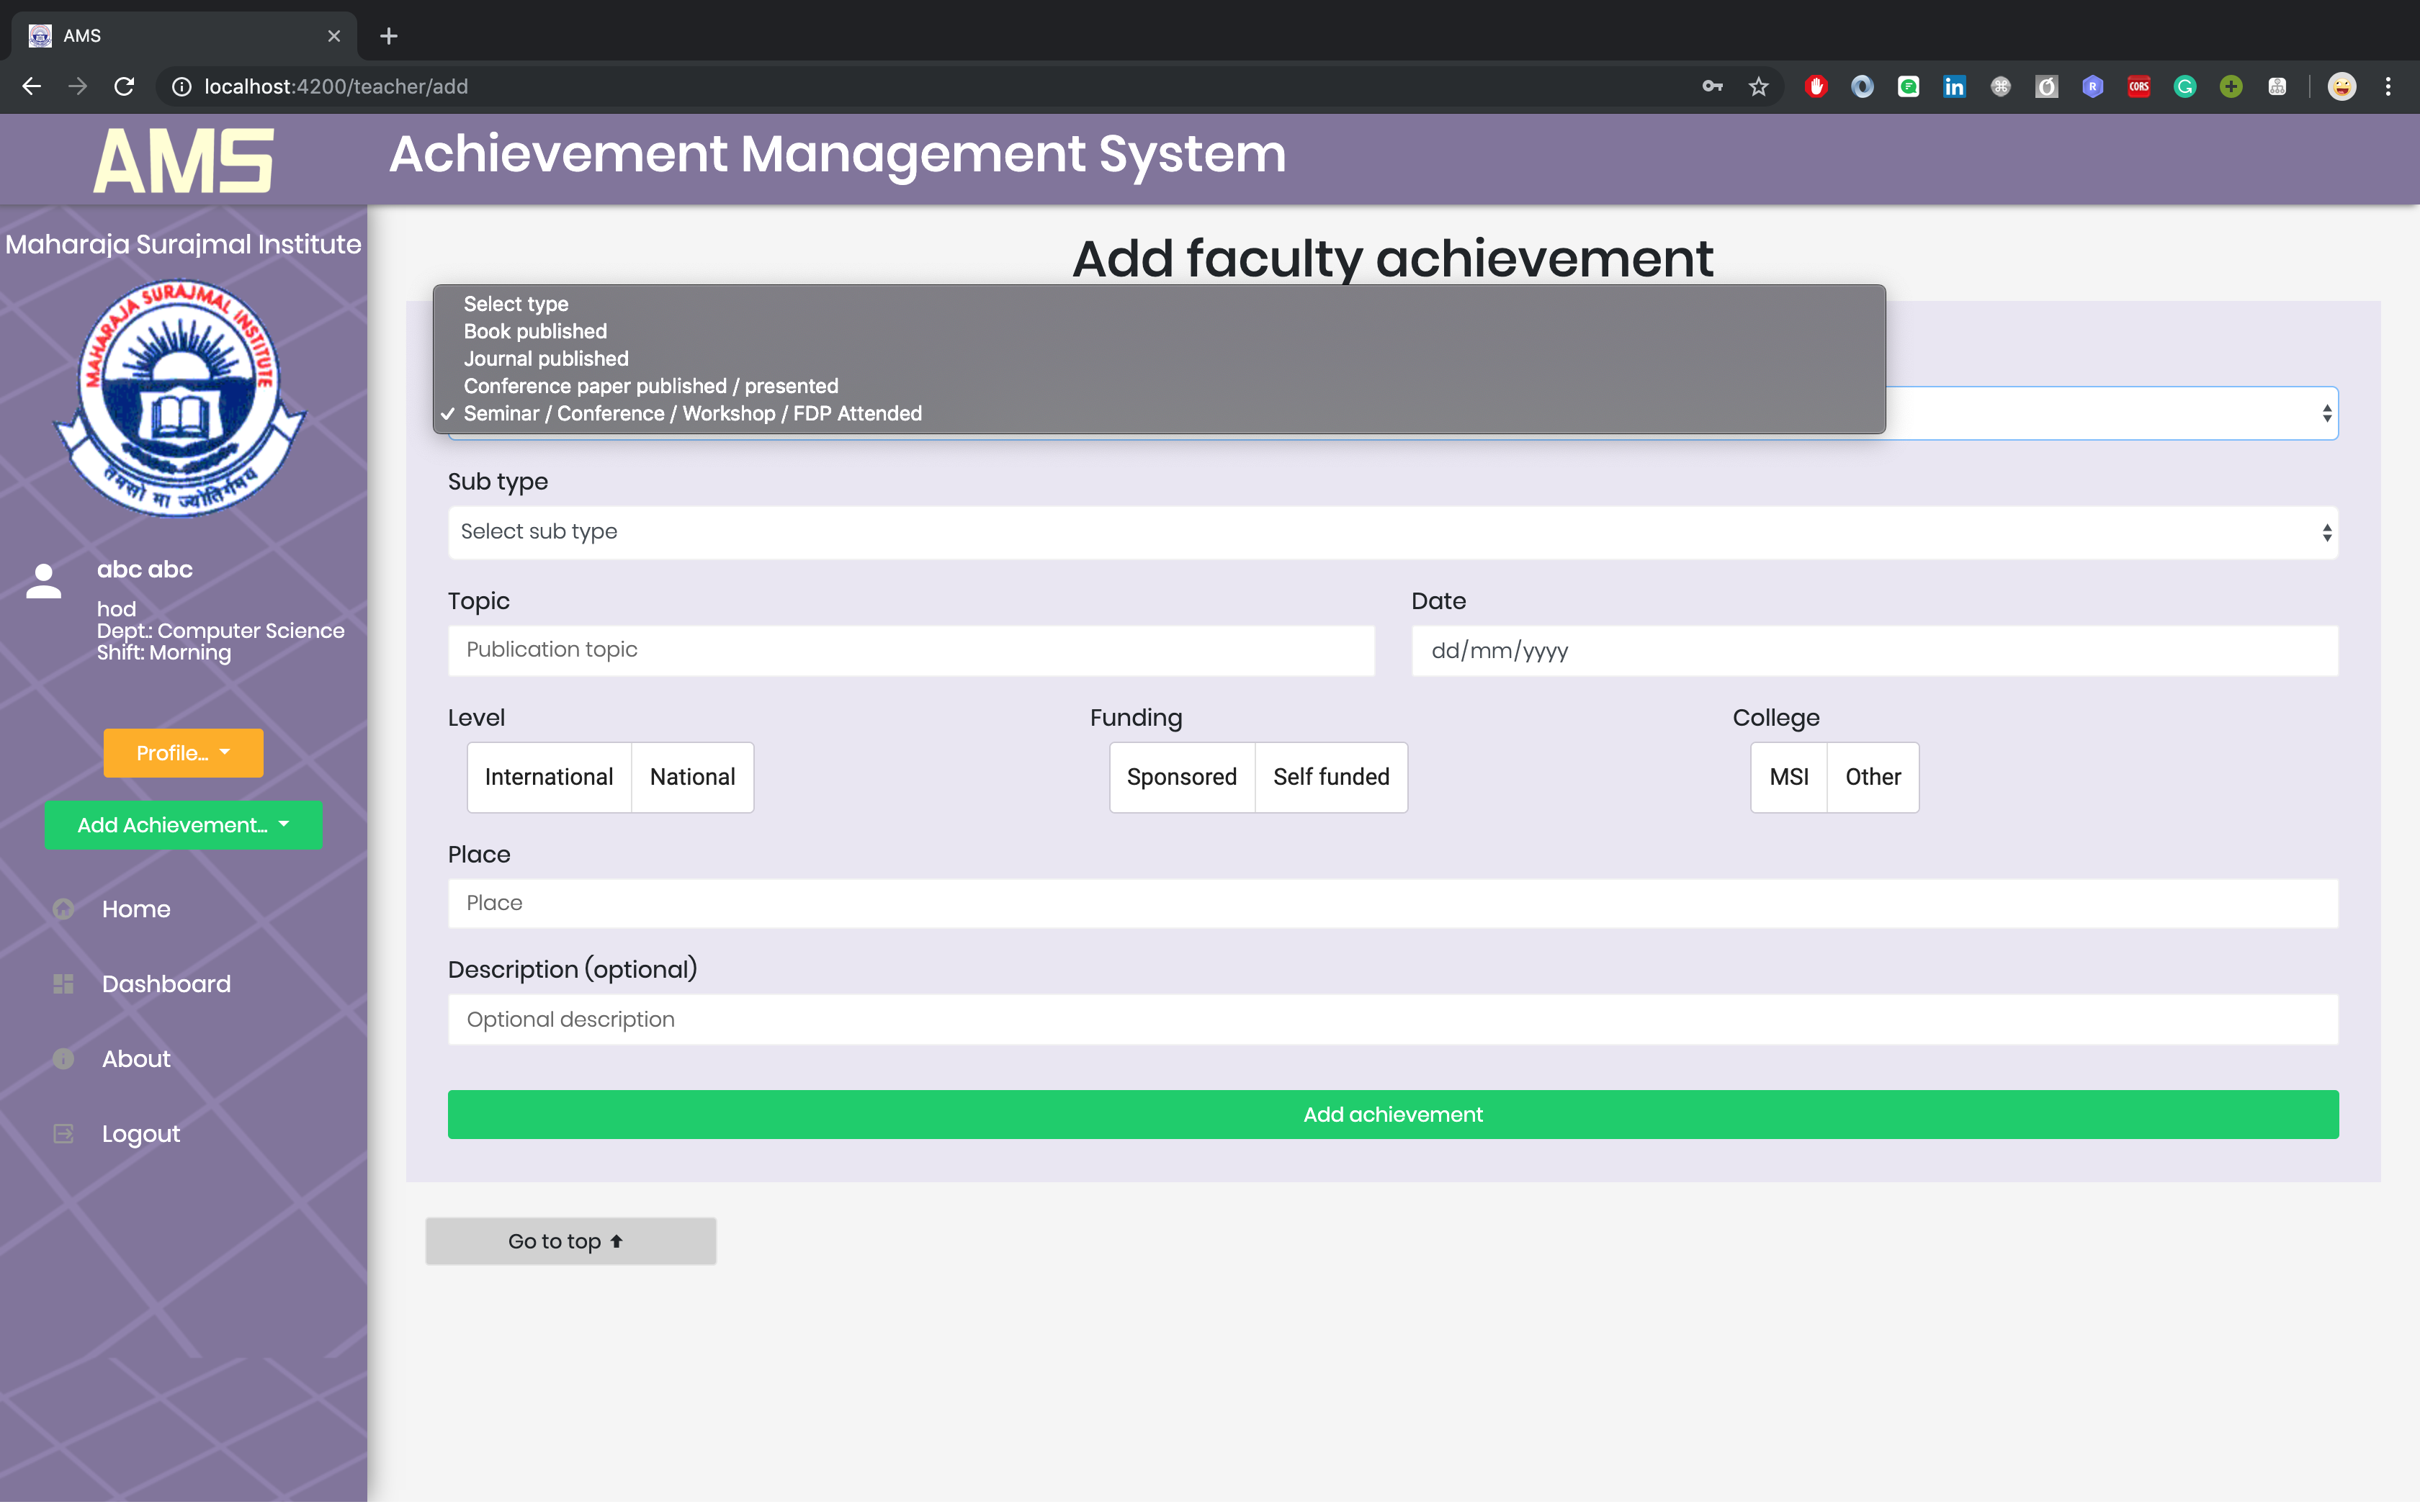 AMS
localhost:4200/teacher/add
AMS
Achievement Management System
Maharaja Surajmal Institute
MAHARAJA SURAJMAL INSTITUTE
तमसो मा ज्योतिर्गमय
abc abc
hod
Dept.: Computer Science
Shift: Morning
Profile...
Add Achievement...
Home
Dashboard
About
Logout
Add faculty achievement
Select type
Book published
Journal published
Conference paper published / presented
✓ Seminar / Conference / Workshop / FDP Attended
Sub type
Select sub type
Topic
Date
Publication topic
dd/mm/yyyy
Level
Funding
College
International
National
Sponsored
Self funded
MSI
Other
Place
Place
Description (optional)
Optional description
Add achievement
Go to top
in
R
CORS